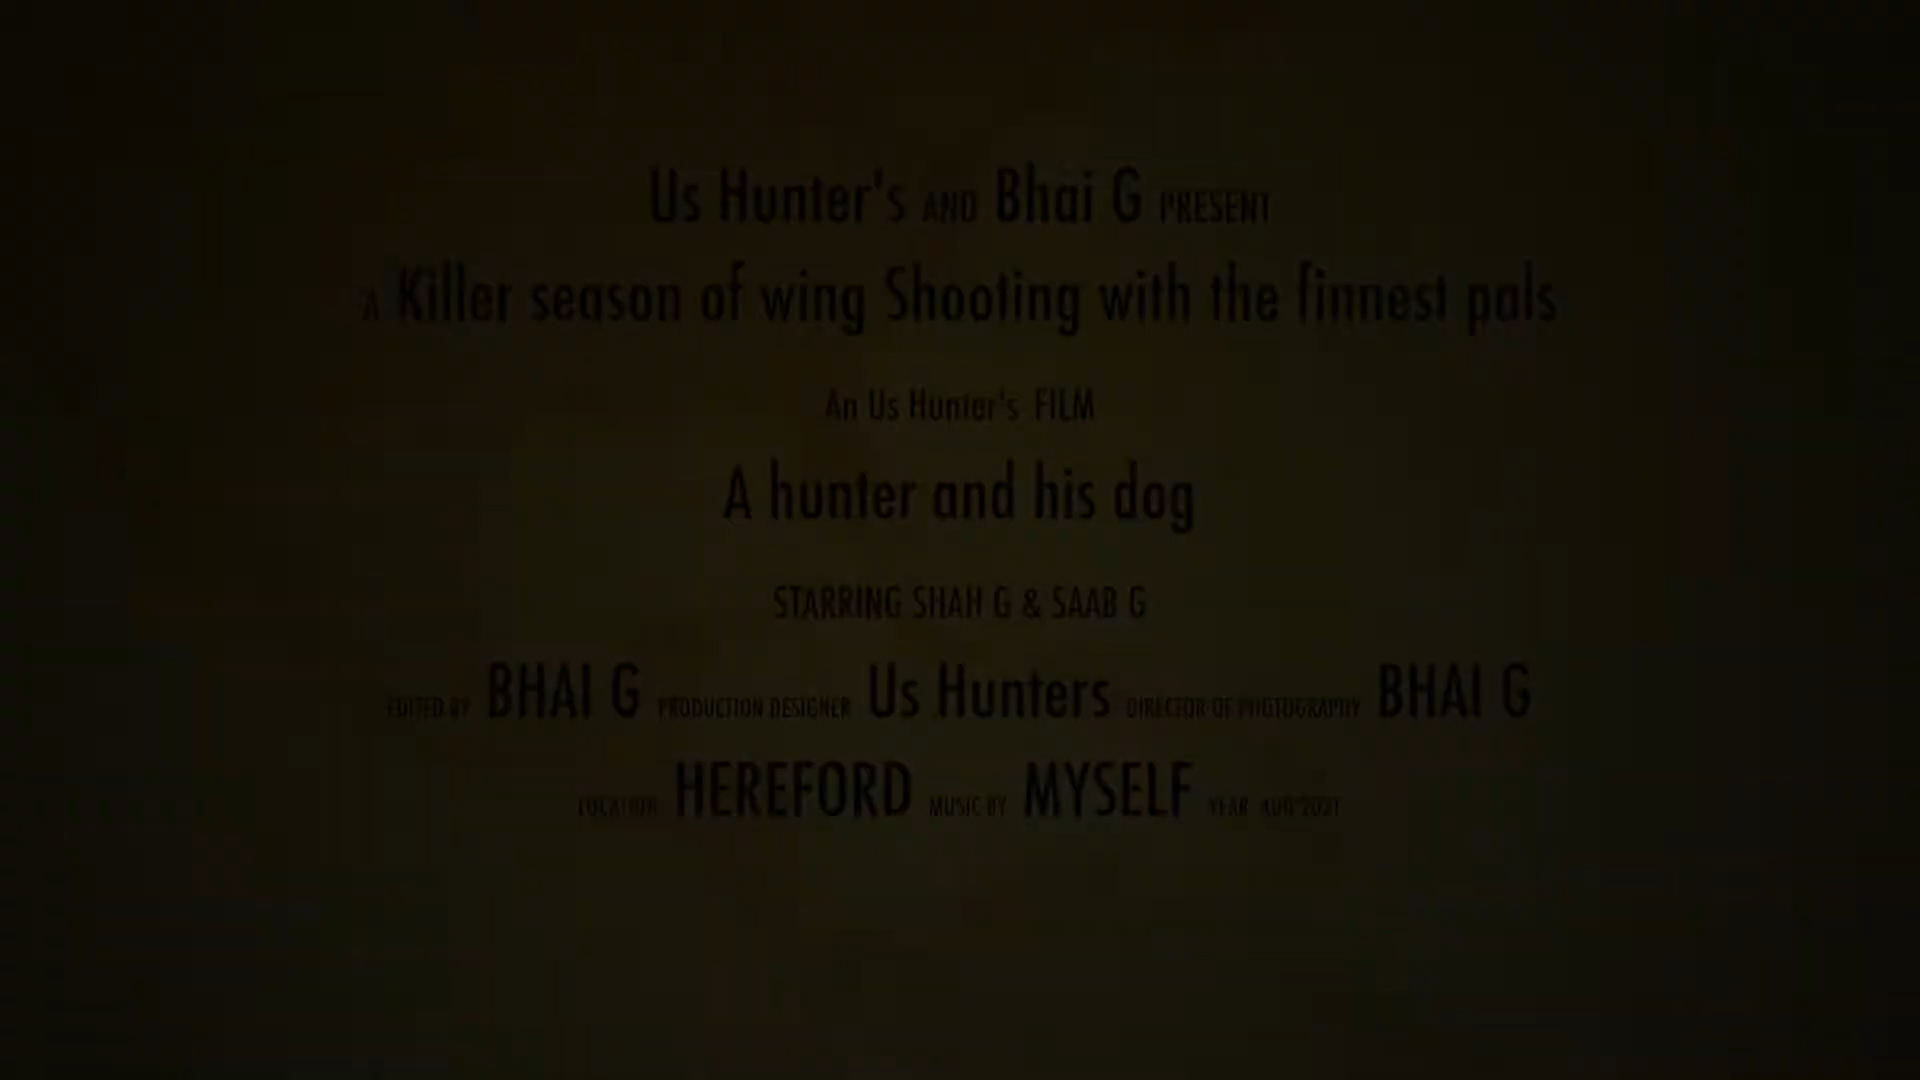 Us Hunter's AND Bhai G PRESENT
A Killer season of wing Shooting with the finnest pals
An Us Hunter's FILM
A hunter and his dog
STARRING SHAH G & SAAB G
EDITED BY BHAI G PRODUCTION DESIGNER Us Hunters DIRECTOR OF PHOTOGRAPHY BHAI G
LOCATION HEREFORD MUSIC BY MYSELF YEAR AUG'2021